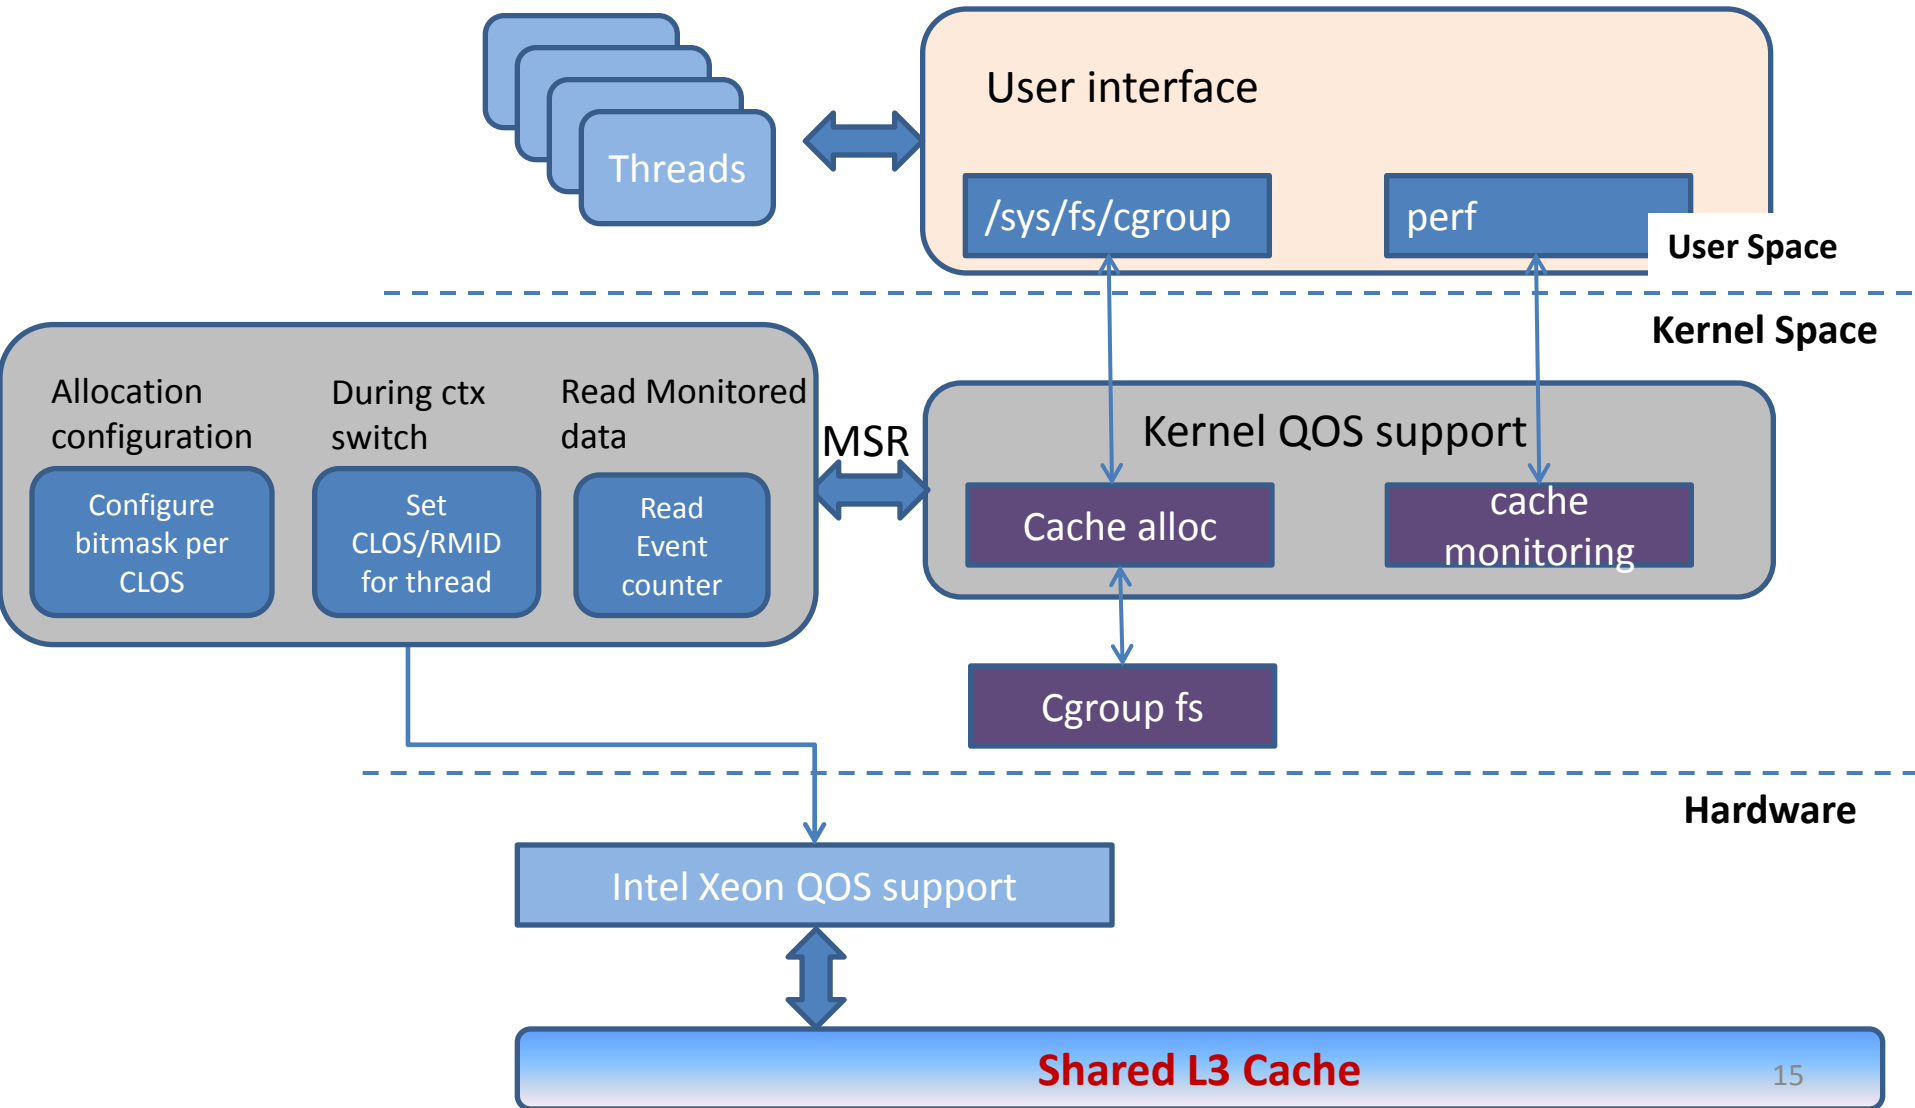 Threads
User interface
/sys/fs/cgroup
perf
User Space
Kernel Space
Allocation
configuration
During ctx
switch
Read Monitored
data
Configure
bitmask per
CLOS
Set
CLOS/RMID
for thread
Read
Event
counter
MSR
Kernel QOS support
Cache alloc
cache
monitoring
Cgroup fs
Hardware
Intel Xeon QOS support
Shared L3 Cache
15